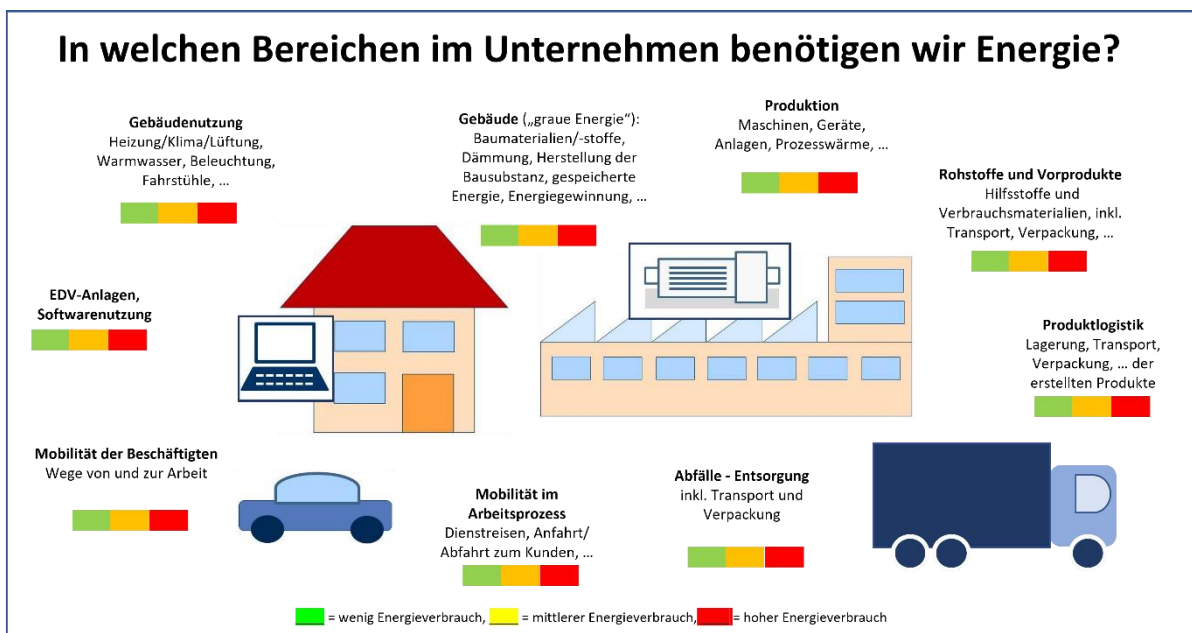 In welchen Bereichen im Unternehmen benötigen wir Energie?
Gebäudenutzung
Heizung/Klima/Lüftung,
Warmwasser, Beleuchtung,
Fahrstühle, ...
Gebäude („graue Energie“):
Baumaterialien/-stoffe,
Dämmung, Herstellung der
Bausubstanz, gespeicherte
Energie, Energiegewinnung, ...
Produktion
Maschinen, Geräte,
Anlagen, Prozesswärme, ...
Rohstoffe und Vorprodukte
Hilfsstoffe und
Verbrauchsmaterialien, inkl.
Transport, Verpackung, ...
EDV-Anlagen,
Softwarenutzung
Produktlogistik
Lagerung, Transport,
Verpackung, ... der
erstellten Produkte
Mobilität der Beschäftigten
Wege von und zur Arbeit
Mobilität im
Arbeitsprozess
Dienstreisen, Anfahrt/
Abfahrt zum Kunden, ...
Abfälle - Entsorgung
inkl. Transport und
Verpackung
= wenig Energieverbrauch, = mittlerer Energieverbrauch, = hoher Energieverbrauch